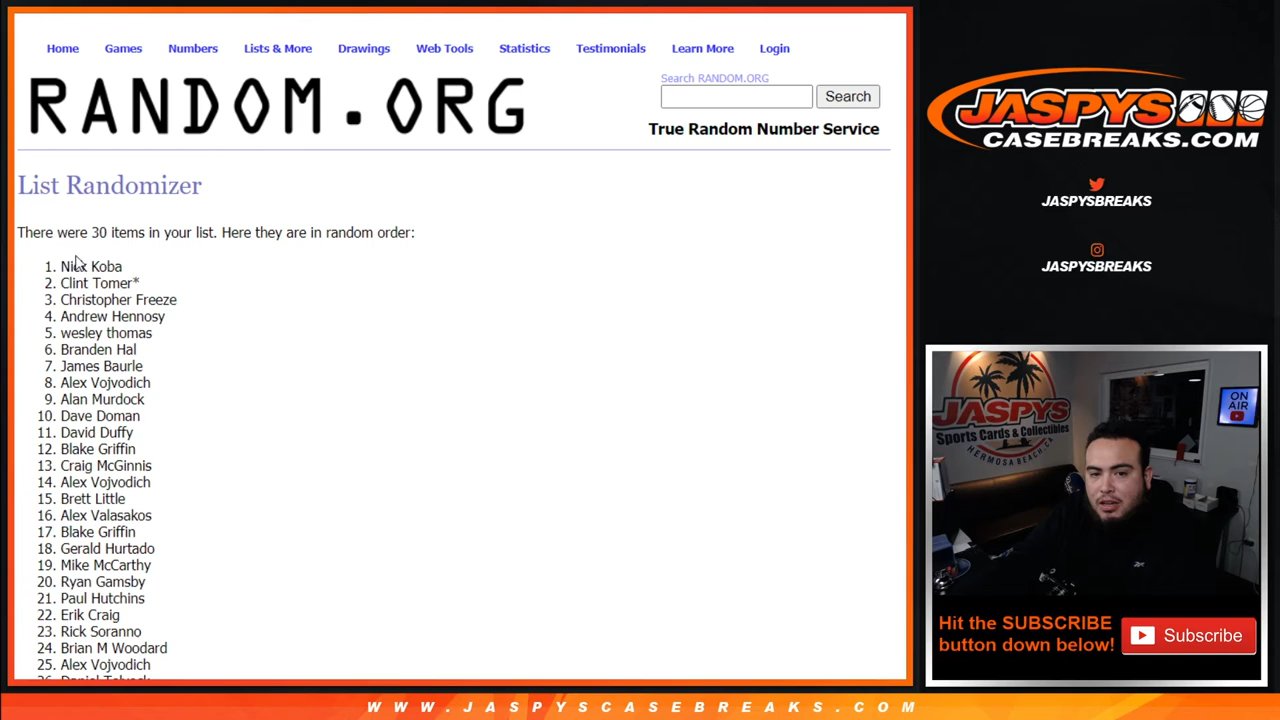 Home Games Numbers Lists & More Drawings Web Tools Statistics Testimonials Learn More Login
RANDOM.ORG
Search RANDOM.ORG
Search
True Random Number Service
List Randomizer
There were 30 items in your list. Here they are in random order:
1. Nick Koba
2. Clint Tomer*
3. Christopher Freeze
4. Andrew Hennosy
5. wesley thomas
6. Branden Hal
7. James Baurle
8. Alex Vojvodich
9. Alan Murdock
10. Dave Doman
11. David Duffy
12. Blake Griffin
13. Craig McGinnis
14. Alex Vojvodich
15. Brett Little
16. Alex Valasakos
17. Blake Griffin
18. Gerald Hurtado
19. Mike McCarthy
20. Ryan Gamsby
21. Paul Hutchins
22. Erik Craig
23. Rick Soranno
24. Brian M Woodard
25. Alex Vojvodich
JASPYS
CASEBREAKS.COM
JASPYSBREAKS
JASPYSBREAKS
JASPYS
Sports Cards & Collectibles
HERMOSA BEACH, CA
ON AIR
Hit the SUBSCRIBE
button down below!
Subscribe
WWW.JASPYSCASEBREAKS.COM